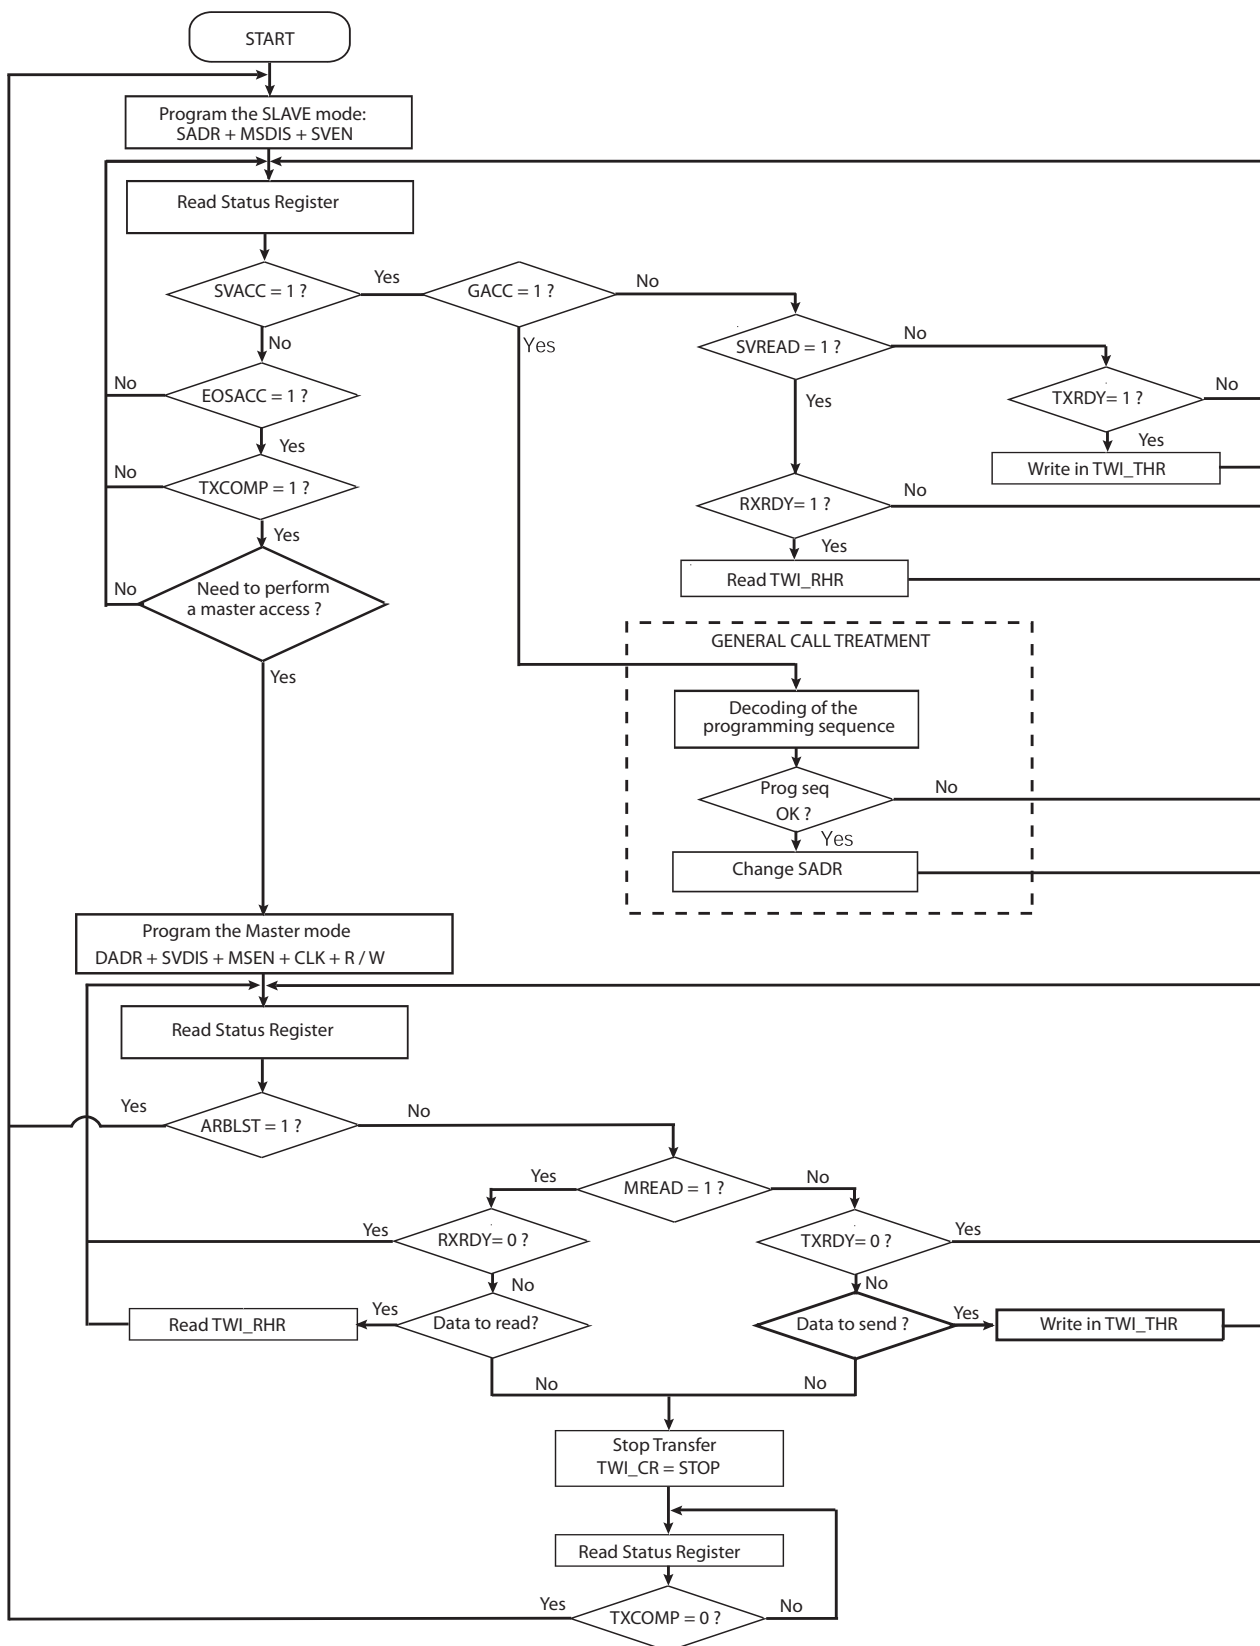 START
Program the SLAVE mode:
SADR + MSDIS + SVEN
Read Status Register
SVACC = 1 ?
Yes
GACC = 1 ?
No
No
Yes
SVREAD = 1 ?
No
EOSACC = 1 ?
No
Yes
TXRDY= 1 ?
No
Yes
Yes
Write in TWI_THR
TXCOMP = 1 ?
No
Yes
RXRDY= 1 ?
No
Yes
Read TWI_RHR
Need to perform
a master access ?
No
Yes
GENERAL CALL TREATMENT
Decoding of the
programming sequence
Prog seq
OK ?
No
Yes
Change SADR
Program the Master mode
DADR + SVDIS + MSEN + CLK + R / W
Read Status Register
Yes
ARBLST = 1 ?
No
Yes
MREAD = 1 ?
No
Yes
RXRDY= 0 ?
TXRDY= 0 ?
Yes
No
No
Read TWI_RHR
Yes
Data to read?
Data to send ?
Yes
Write in TWI_THR
No
No
Stop Transfer
TWI_CR = STOP
Read Status Register
Yes
TXCOMP = 0 ?
No